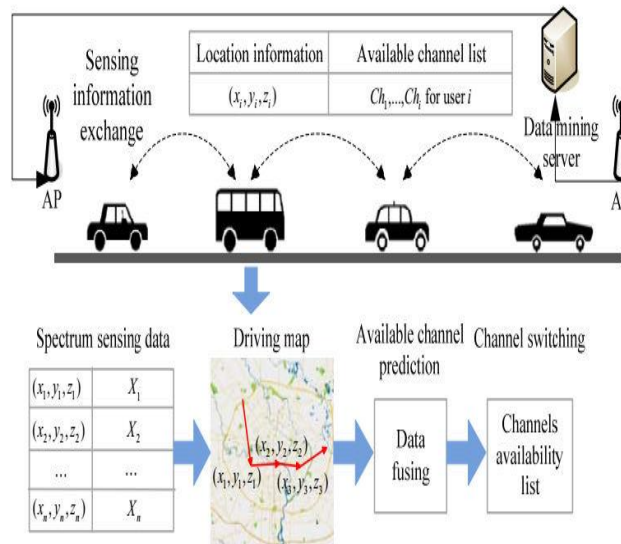 Sensing
information
exchange
Location information
Available channel list
(x_i, y_i, z_i)
Ch_1,...,Ch_i for user i
Data mining
server
AP
A
Spectrum sensing data
(x_1, y_1, z_1)
X_1
(x_2, y_2, z_2)
X_2
...
...
(x_n, y_n, z_n)
X_n
Driving map
(x_2, y_2, z_2)
(x_1, y_1, z_1)
(x_3, y_3, z_3)
Available channel
prediction
Data
fusing
Channel switching
Channels
availability
list